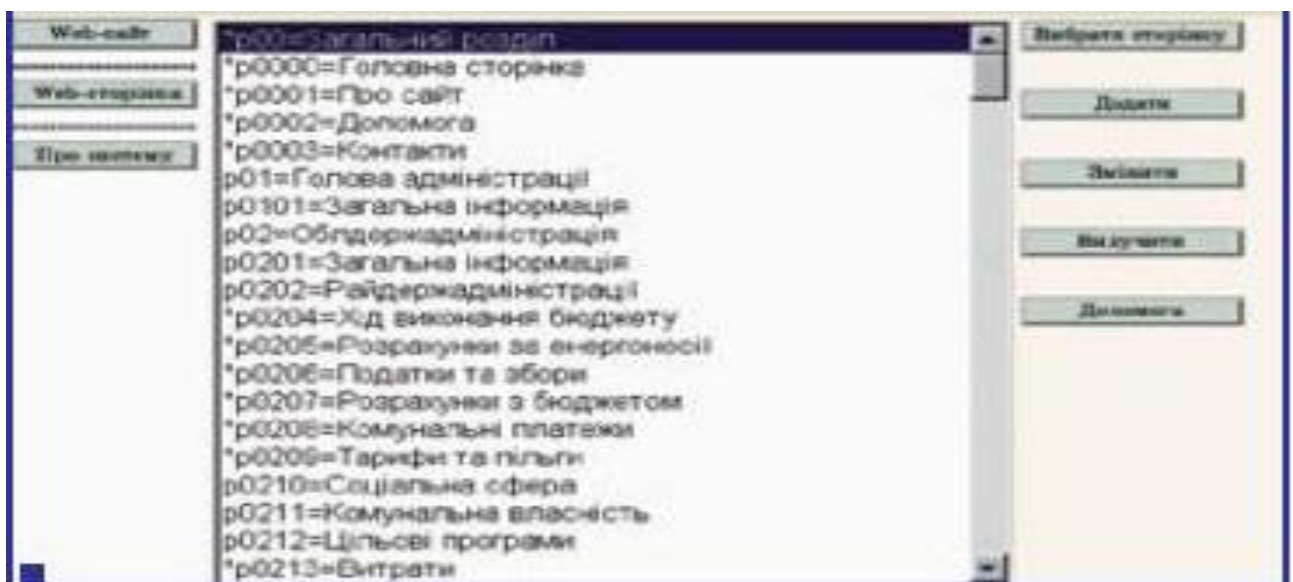 Web-сайт
Web-сторінка
Про систему
*p00=Загальний розділ
*p0000=Головна сторінка
*p0001=Про сайт
*p0002=Допомога
*p0003=Контакти
p01=Голова адміністрації
p0101=Загальна інформація
p02=Облдержадміністрація
p0201=Загальна інформація
p0202=Райдержадміністрації
*p0204=Хід виконання бюджету
*p0205=Розрахунки за енергоносії
*p0206=Податки та збори
*p0207=Розрахунки з бюджетом
*p0208=Комунальні платежи
*p0209=Тарифи та пільги
p0210=Соціальна сфера
p0211=Комунальна власність
p0212=Цільові програми
*p0213=Витрати
Вибрати сторінку
Додати
Змінити
Вилучити
Допомога